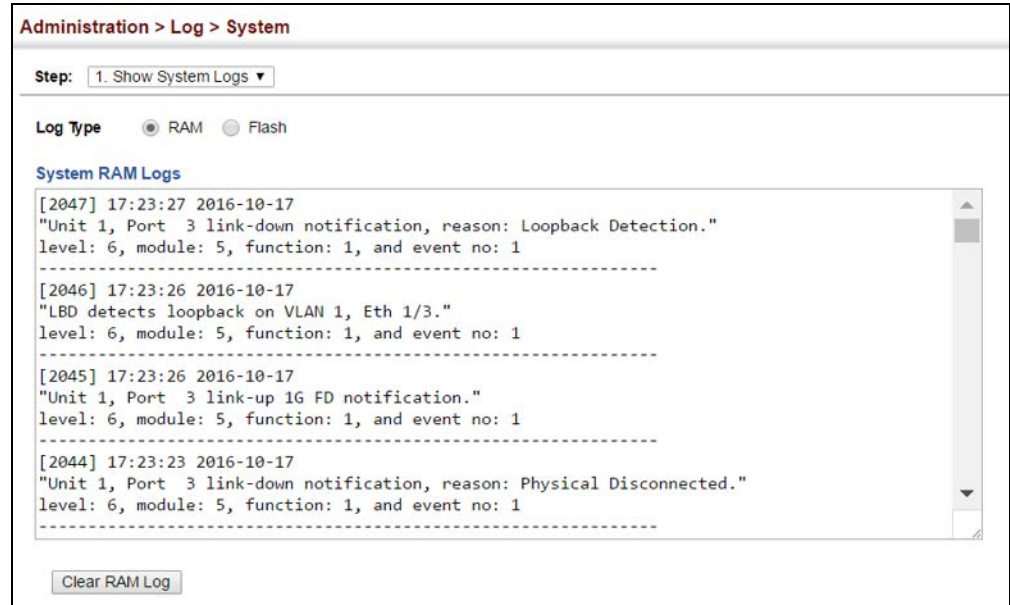 Administration > Log > System
Step: 1. Show System Logs ▼
Log Type RAM Flash
System RAM Logs
[2047] 17:23:27 2016-10-17
"Unit 1, Port  3 link-down notification, reason: Loopback Detection."
level: 6, module: 5, function: 1, and event no: 1
----------------------------------------------------------------
[2046] 17:23:26 2016-10-17
"LBD detects loopback on VLAN 1, Eth 1/3."
level: 6, module: 5, function: 1, and event no: 1
----------------------------------------------------------------
[2045] 17:23:26 2016-10-17
"Unit 1, Port  3 link-up 1G FD notification."
level: 6, module: 5, function: 1, and event no: 1
----------------------------------------------------------------
[2044] 17:23:23 2016-10-17
"Unit 1, Port  3 link-down notification, reason: Physical Disconnected."
level: 6, module: 5, function: 1, and event no: 1
----------------------------------------------------------------
Clear RAM Log